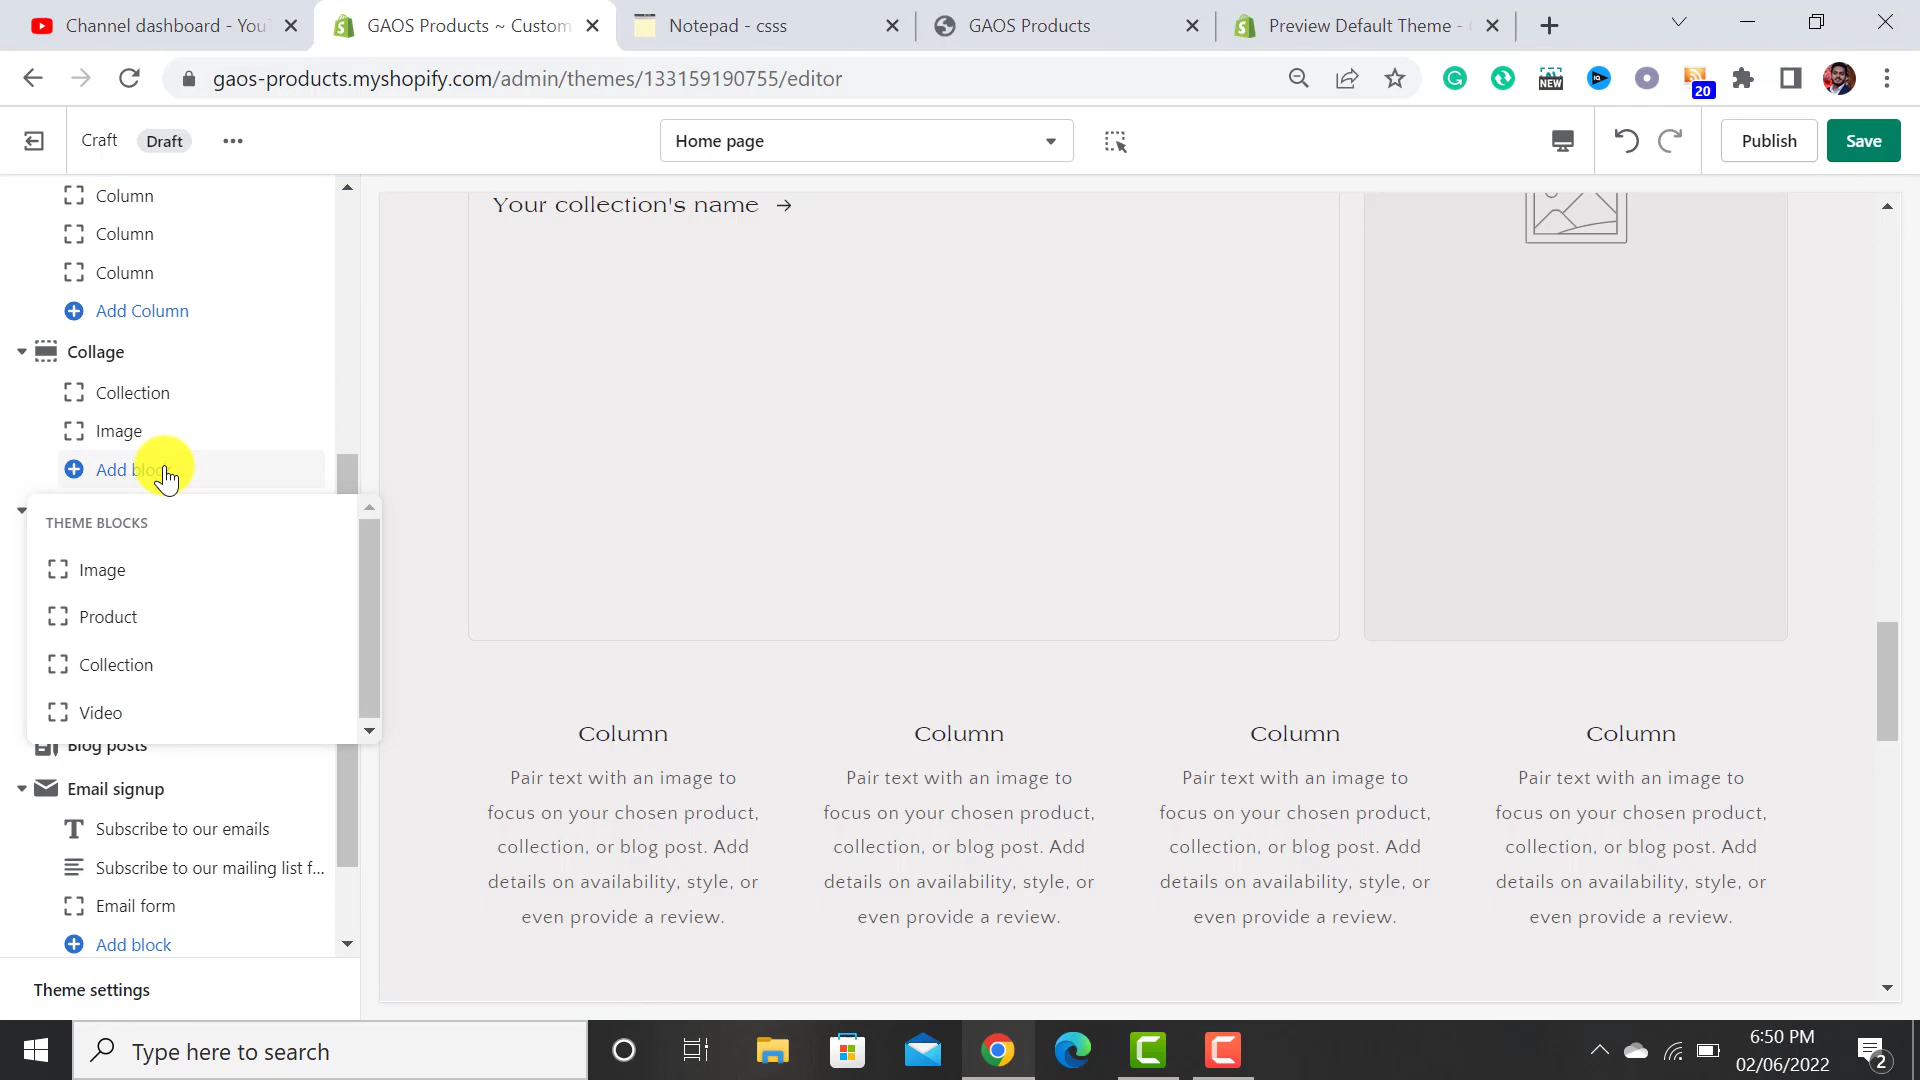 Channel dashboard - You
GAOS Products ~ Custom
Notepad - csss
GAOS Products
Preview Default Theme -
gaos-products.myshopify.com/admin/themes/133159190755/editor
NEW
20
Craft
Draft
Home page
Publish
Save
Column
Column
Column
Add Column
Collage
Collection
Image
Add block
THEME BLOCKS
Image
Product
Collection
Video
Blog posts
Email signup
Subscribe to our emails
Subscribe to our mailing list f...
Email form
Add block
Theme settings
Your collection's name →
Column
Pair text with an image to
focus on your chosen product,
collection, or blog post. Add
details on availability, style, or
even provide a review.
Column
Pair text with an image to
focus on your chosen product,
collection, or blog post. Add
details on availability, style, or
even provide a review.
Column
Pair text with an image to
focus on your chosen product,
collection, or blog post. Add
details on availability, style, or
even provide a review.
Column
Pair text with an image to
focus on your chosen product,
collection, or blog post. Add
details on availability, style, or
even provide a review.
Type here to search
6:50 PM
02/06/2022
2